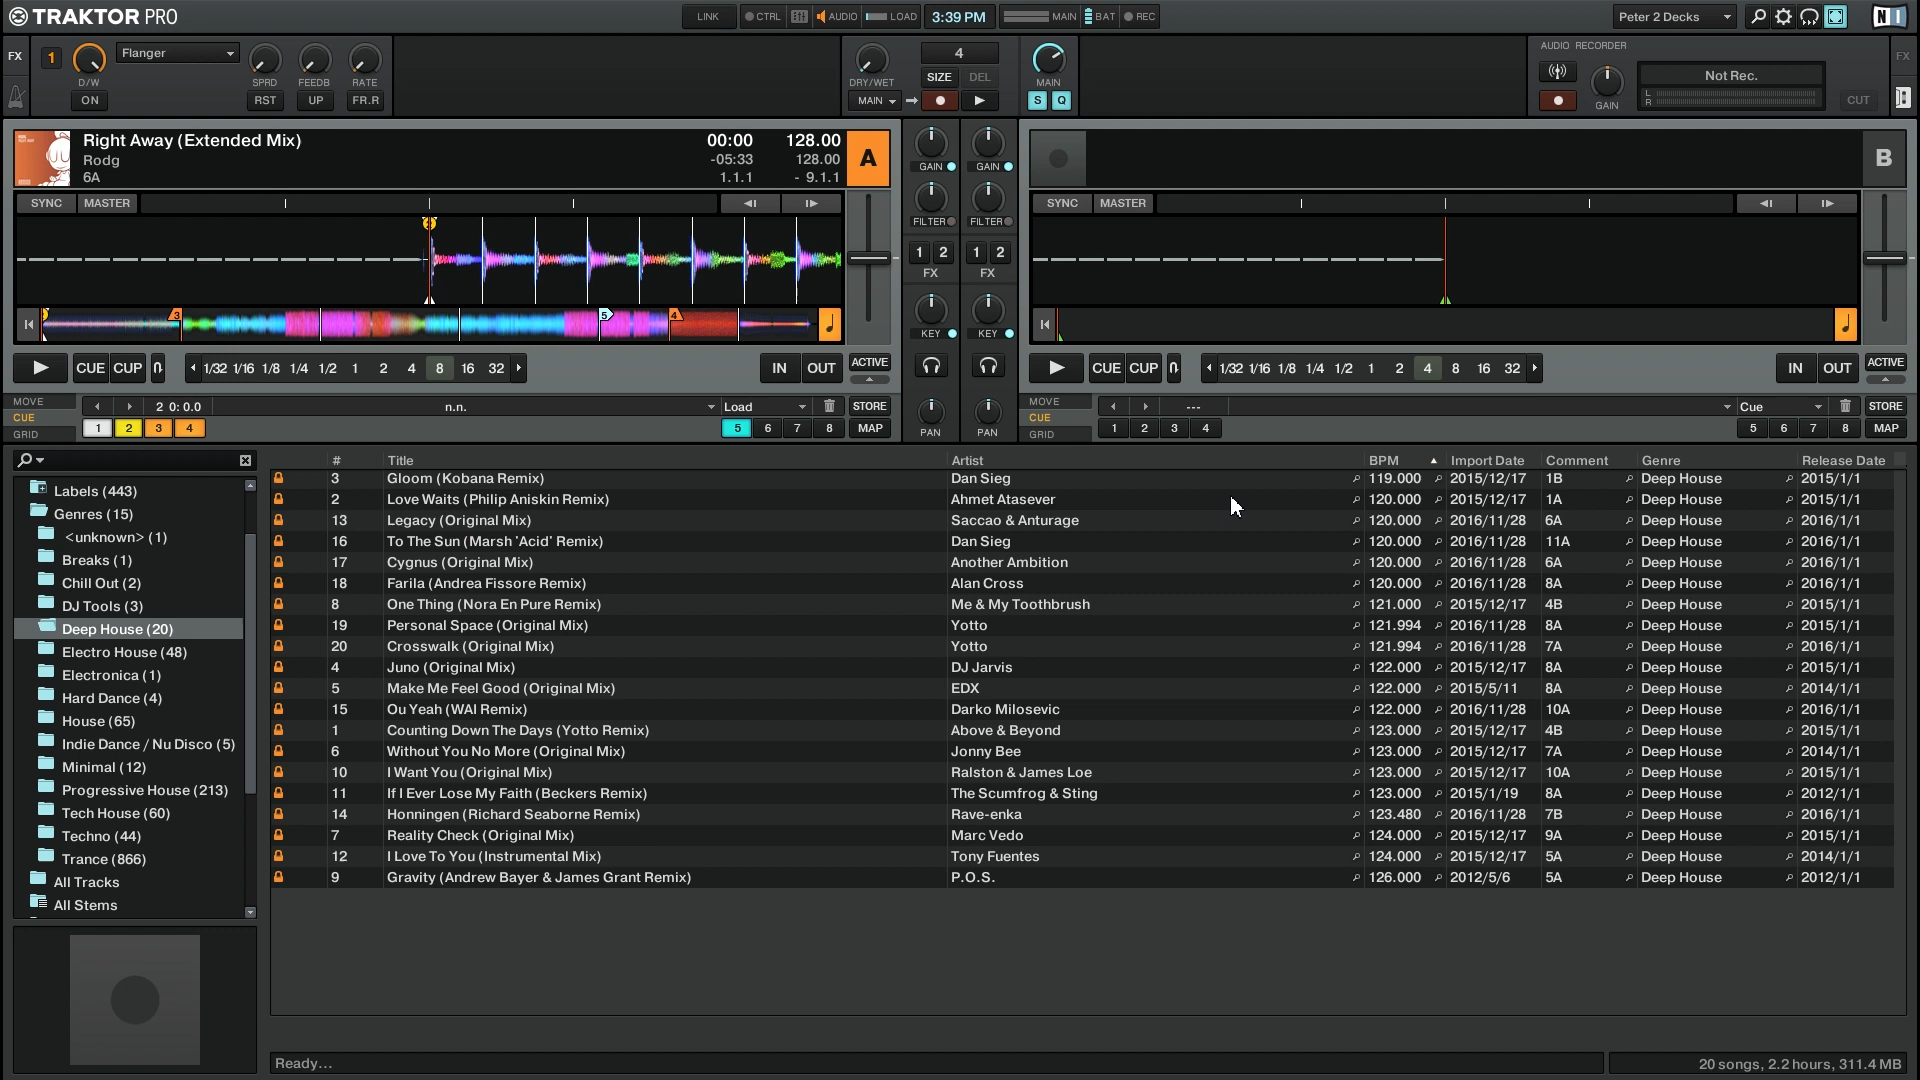 TRAKTOR PRO
LINK CTRL AUDIO LOAD 3:39 PM MAIN BAT REC Peter 2 Decks NI
FX 1 Flanger 4 AUDIO RECORDER FX
D/W SPRD FEEDB RATE DRY/WET SIZE DEL MAIN Not Rec.
ON RST UP FR.R MAIN S Q GAIN L R CUT
Right Away (Extended Mix) 00:00 128.00 A B
Rodg -05:33 128.00
6A 1.1.1 - 9.1.1
GAIN GAIN
SYNC MASTER SYNC MASTER
FILTER FILTER
1 2 1 2
FX FX
3 5 4
KEY KEY
CUE CUP 1/32 1/16 1/8 1/4 1/2 1 2 4 8 16 32 IN OUT ACTIVE CUE CUP 1/32 1/16 1/8 1/4 1/2 1 2 4 8 16 32 IN OUT ACTIVE
MOVE 2 0: 0.0 n.n. Load STORE MOVE --- Cue STORE
CUE CUE
GRID 1 2 3 4 5 6 7 8 MAP PAN PAN GRID 1 2 3 4 5 6 7 8 MAP
# Title Artist BPM Import Date Comment Genre Release Date
3 Gloom (Kobana Remix) Dan Sieg 119.000 2015/12/17 1B Deep House 2015/1/1
2 Love Waits (Philip Aniskin Remix) Ahmet Atasever 120.000 2015/12/17 1A Deep House 2015/1/1
13 Legacy (Original Mix) Saccao & Anturage 120.000 2016/11/28 6A Deep House 2016/1/1
16 To The Sun (Marsh 'Acid' Remix) Dan Sieg 120.000 2016/11/28 11A Deep House 2016/1/1
17 Cygnus (Original Mix) Another Ambition 120.000 2016/11/28 6A Deep House 2016/1/1
18 Farila (Andrea Fissore Remix) Alan Cross 120.000 2016/11/28 8A Deep House 2016/1/1
8 One Thing (Nora En Pure Remix) Me & My Toothbrush 121.000 2015/12/17 4B Deep House 2015/1/1
19 Personal Space (Original Mix) Yotto 121.994 2016/11/28 8A Deep House 2015/1/1
20 Crosswalk (Original Mix) Yotto 121.994 2016/11/28 7A Deep House 2016/1/1
4 Juno (Original Mix) DJ Jarvis 122.000 2015/12/17 8A Deep House 2015/1/1
5 Make Me Feel Good (Original Mix) EDX 122.000 2015/5/11 8A Deep House 2014/1/1
15 Ou Yeah (WAI Remix) Darko Milosevic 122.000 2016/11/28 10A Deep House 2016/1/1
1 Counting Down The Days (Yotto Remix) Above & Beyond 123.000 2015/12/17 4B Deep House 2015/1/1
6 Without You No More (Original Mix) Jonny Bee 123.000 2015/12/17 7A Deep House 2014/1/1
10 I Want You (Original Mix) Ralston & James Loe 123.000 2015/12/17 10A Deep House 2015/1/1
11 If I Ever Lose My Faith (Beckers Remix) The Scumfrog & Sting 123.000 2015/1/19 8A Deep House 2012/1/1
14 Honningen (Richard Seaborne Remix) Rave-enka 123.480 2016/11/28 7B Deep House 2016/1/1
7 Reality Check (Original Mix) Marc Vedo 124.000 2015/12/17 9A Deep House 2015/1/1
12 I Love To You (Instrumental Mix) Tony Fuentes 124.000 2015/12/17 5A Deep House 2014/1/1
9 Gravity (Andrew Bayer & James Grant Remix) P.O.S. 126.000 2012/5/6 5A Deep House 2012/1/1
Labels (443)
Genres (15)
<unknown> (1)
Breaks (1)
Chill Out (2)
DJ Tools (3)
Deep House (20)
Electro House (48)
Electronica (1)
Hard Dance (4)
House (65)
Indie Dance / Nu Disco (5)
Minimal (12)
Progressive House (213)
Tech House (60)
Techno (44)
Trance (866)
All Tracks
All Stems
Ready... 20 songs, 2.2 hours, 311.4 MB